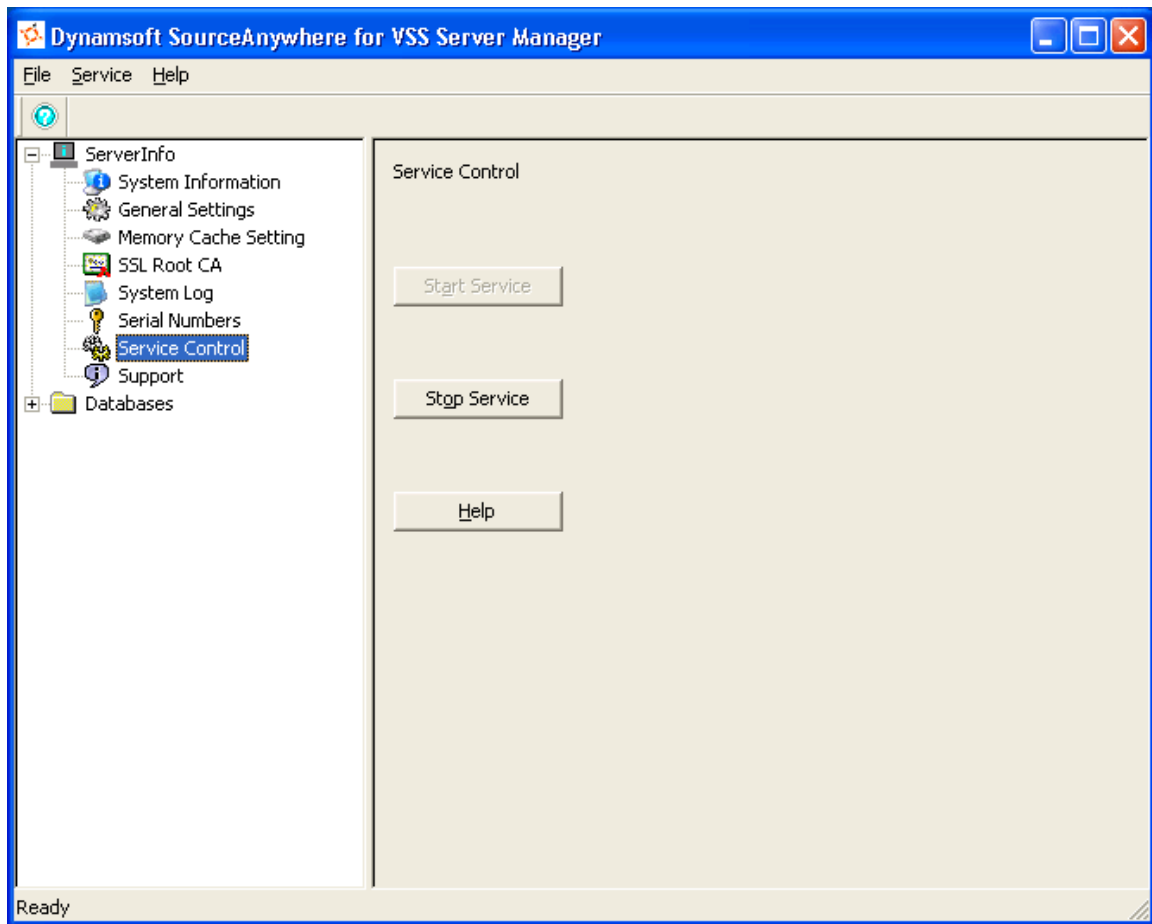 Dynamsoft SourceAnywhere for VSS Server Manager
File Service Help
ServerInfo
System Information
General Settings
Memory Cache Setting
SSL Root CA
System Log
Serial Numbers
Service Control
Support
Databases
Service Control
Start Service
Stop Service
Help
Ready